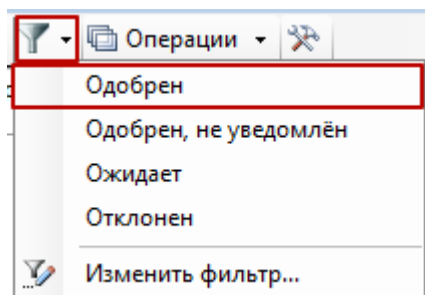 Операции
Одобрен
Одобрен, не уведомлён
Ожидает
Отклонен
Изменить фильтр...